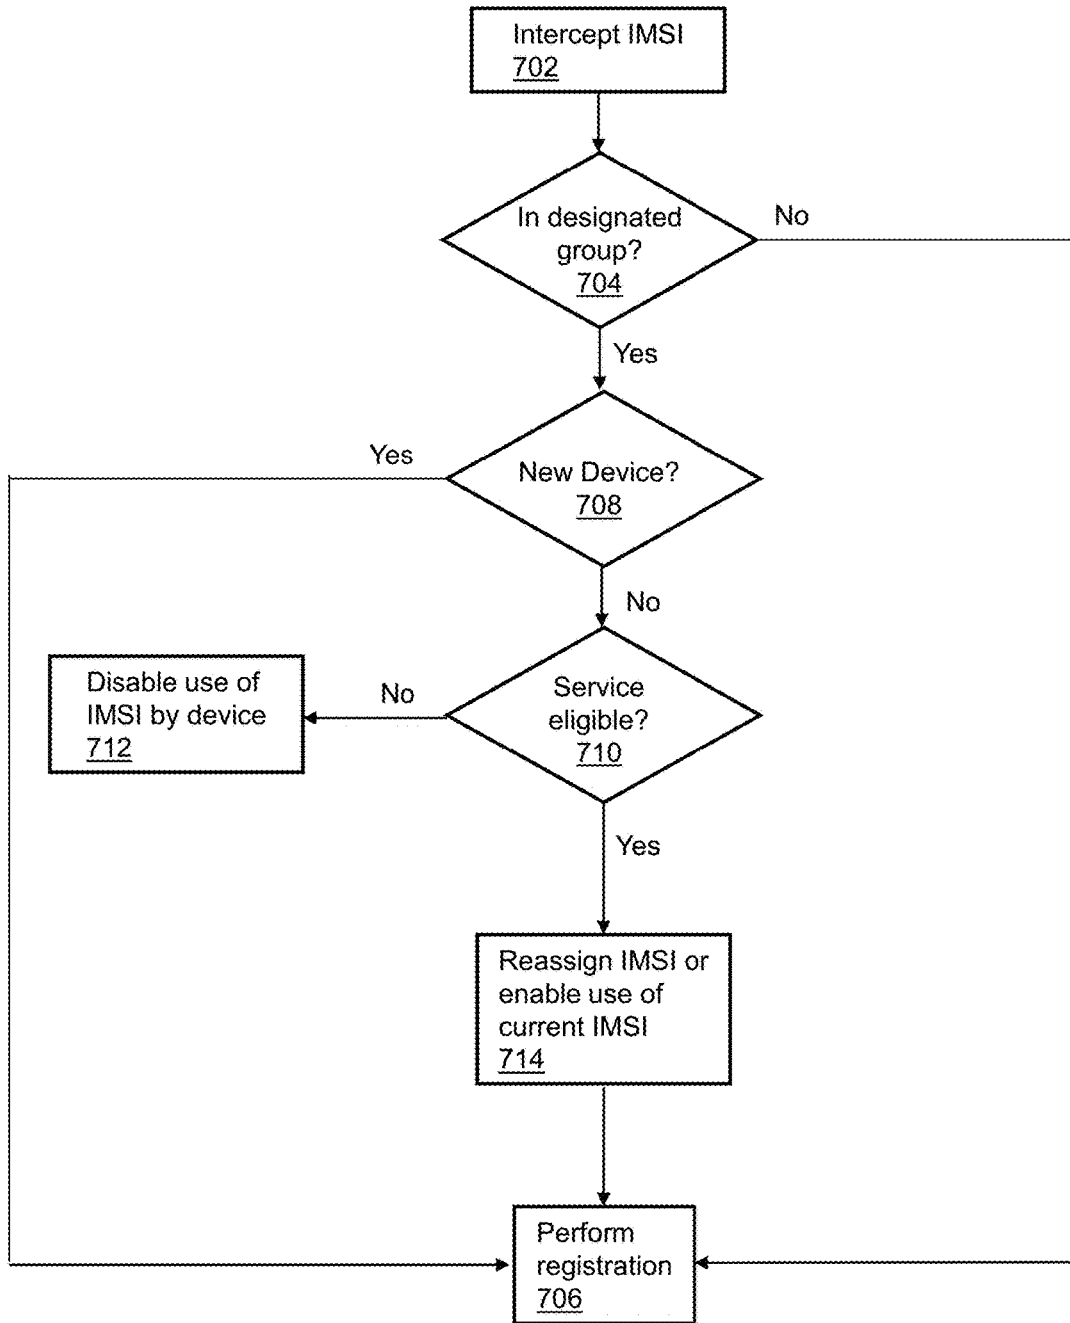 Intercept IMSI
702
In designated
group?
704
No
Yes
New Device?
708
Yes
No
Service
eligible?
710
No
Disable use of
IMSI by device
712
Yes
Reassign IMSI or
enable use of
current IMSI
714
Perform
registration
706